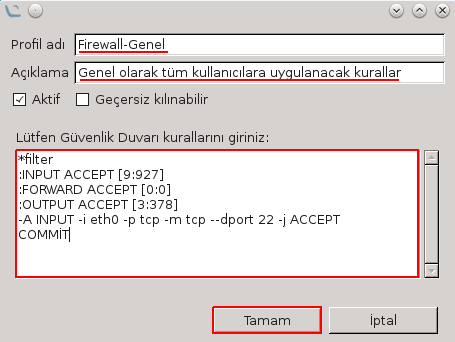 Profil adı Firewall-Genel
Açıklama Genel olarak tüm kullanıcılara uygulanacak kurallar
Aktif Geçersiz kılınabilir
Lütfen Güvenlik Duvarı kurallarını giriniz:
*filter
:INPUT ACCEPT [9:927]
:FORWARD ACCEPT [0:0]
:OUTPUT ACCEPT [3:378]
-A INPUT -i eth0 -p tcp -m tcp --dport 22 -j ACCEPT
COMMİT
Tamam İptal